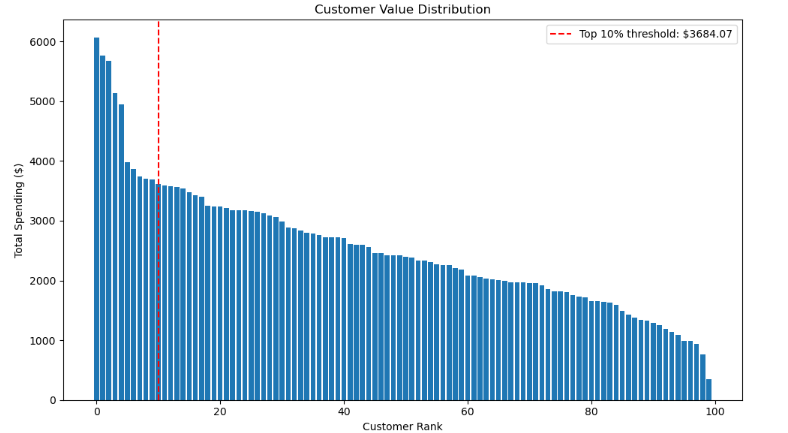 Customer Value Distribution
Top 10% threshold: $3684.07
Total Spending ($)
6000
5000
4000
3000
2000
1000
0
0 20 40 60 80 100
Customer Rank